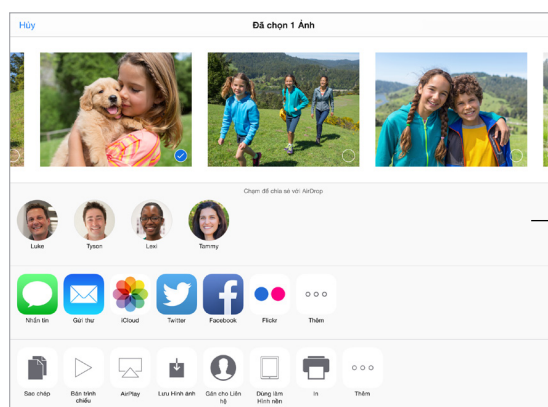 Hủy
Đã chọn 1 Ảnh
Chạm để chia sẻ với AirDrop
Luke
Tyson
Lexi
Tammy
Nhắn tin
Gửi thư
iCloud
Twitter
Facebook
Flickr
Thêm
Sao chép
Bản trình chiếu
AirPlay
Lưu Hình ảnh
Gán cho Liên hệ
Dùng làm Hình nền
In
Thêm